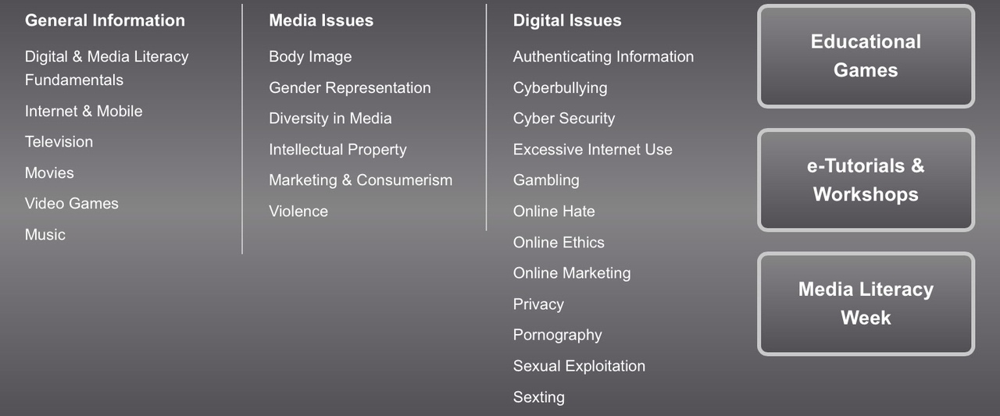 General Information
Digital & Media Literacy
Fundamentals
Internet & Mobile
Television
Movies
Video Games
Music
Media Issues
Body Image
Gender Representation
Diversity in Media
Intellectual Property
Marketing & Consumerism
Violence
Digital Issues
Authenticating Information
Cyberbullying
Cyber Security
Excessive Internet Use
Gambling
Online Hate
Online Ethics
Online Marketing
Privacy
Pornography
Sexual Exploitation
Sexting
Educational
Games
e-Tutorials &
Workshops
Media Literacy
Week